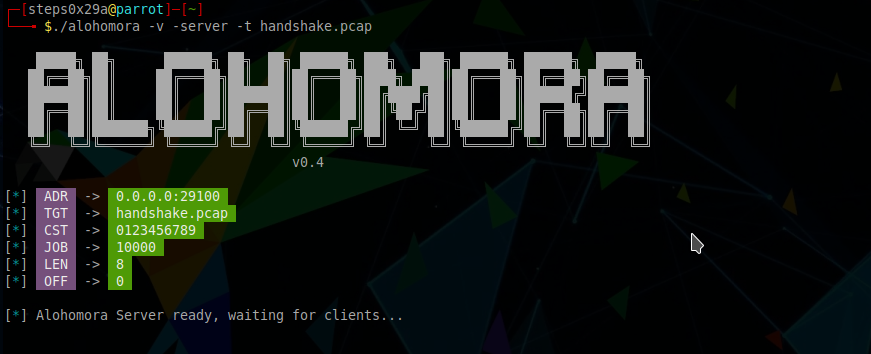 [steps0x29a@parrot]-[~]
$./alohomora -v -server -t handshake.pcap
ALOHOMORA
v0.4
[*] ADR -> 0.0.0.0:29100
[*] TGT -> handshake.pcap
[*] CST -> 0123456789
[*] JOB -> 10000
[*] LEN -> 8
[*] OFF -> 0
[*] Alohomora Server ready, waiting for clients...